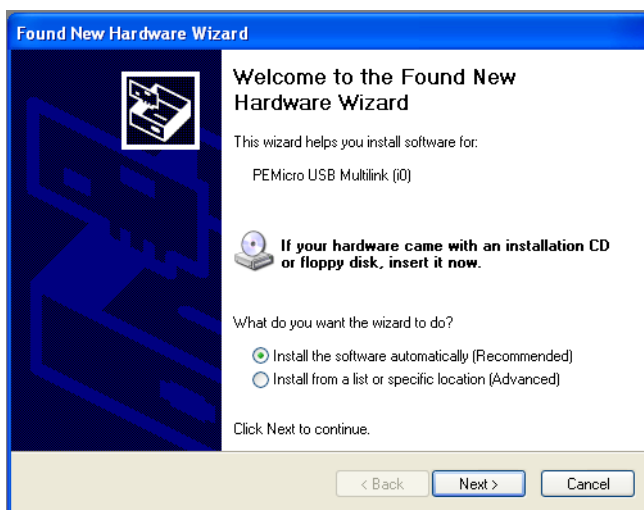 Found New Hardware Wizard
Welcome to the Found New
Hardware Wizard
This wizard helps you install software for:
PEMicro USB Multilink (i0)
If your hardware came with an installation CD
or floppy disk, insert it now.
What do you want the wizard to do?
Install the software automatically (Recommended)
Install from a list or specific location (Advanced)
Click Next to continue.
< Back
Next >
Cancel